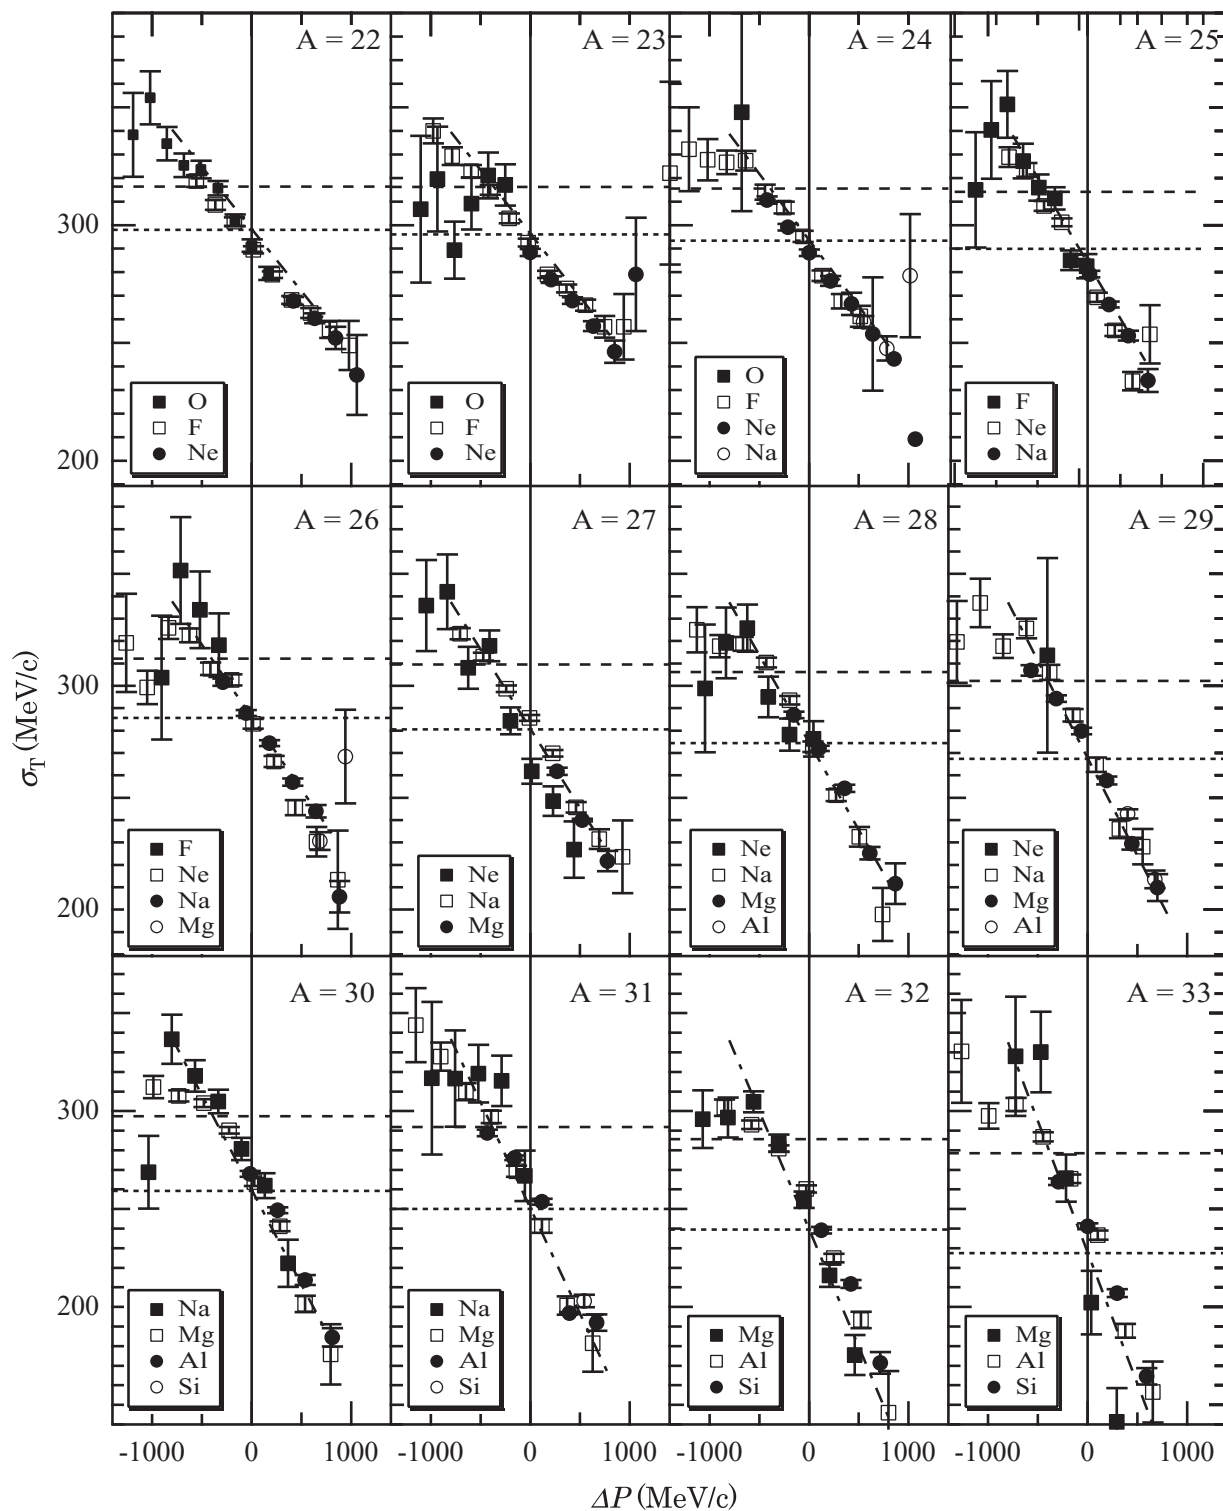 A = 22
A = 23
A = 24
A = 25
300
200
O
F
Ne
O
F
Ne
O
F
Ne
Na
F
Ne
Na
A = 26
A = 27
A = 28
A = 29
σT (MeV/c)
300
200
F
Ne
Na
Mg
Ne
Na
Mg
Ne
Na
Mg
Al
Ne
Na
Mg
Al
A = 30
A = 31
A = 32
A = 33
300
200
Na
Mg
Al
Si
Na
Mg
Al
Si
Mg
Al
Si
Mg
Al
Si
-1000 0 1000 -1000 0 1000 -1000 0 1000 -1000 0 1000
ΔP (MeV/c)